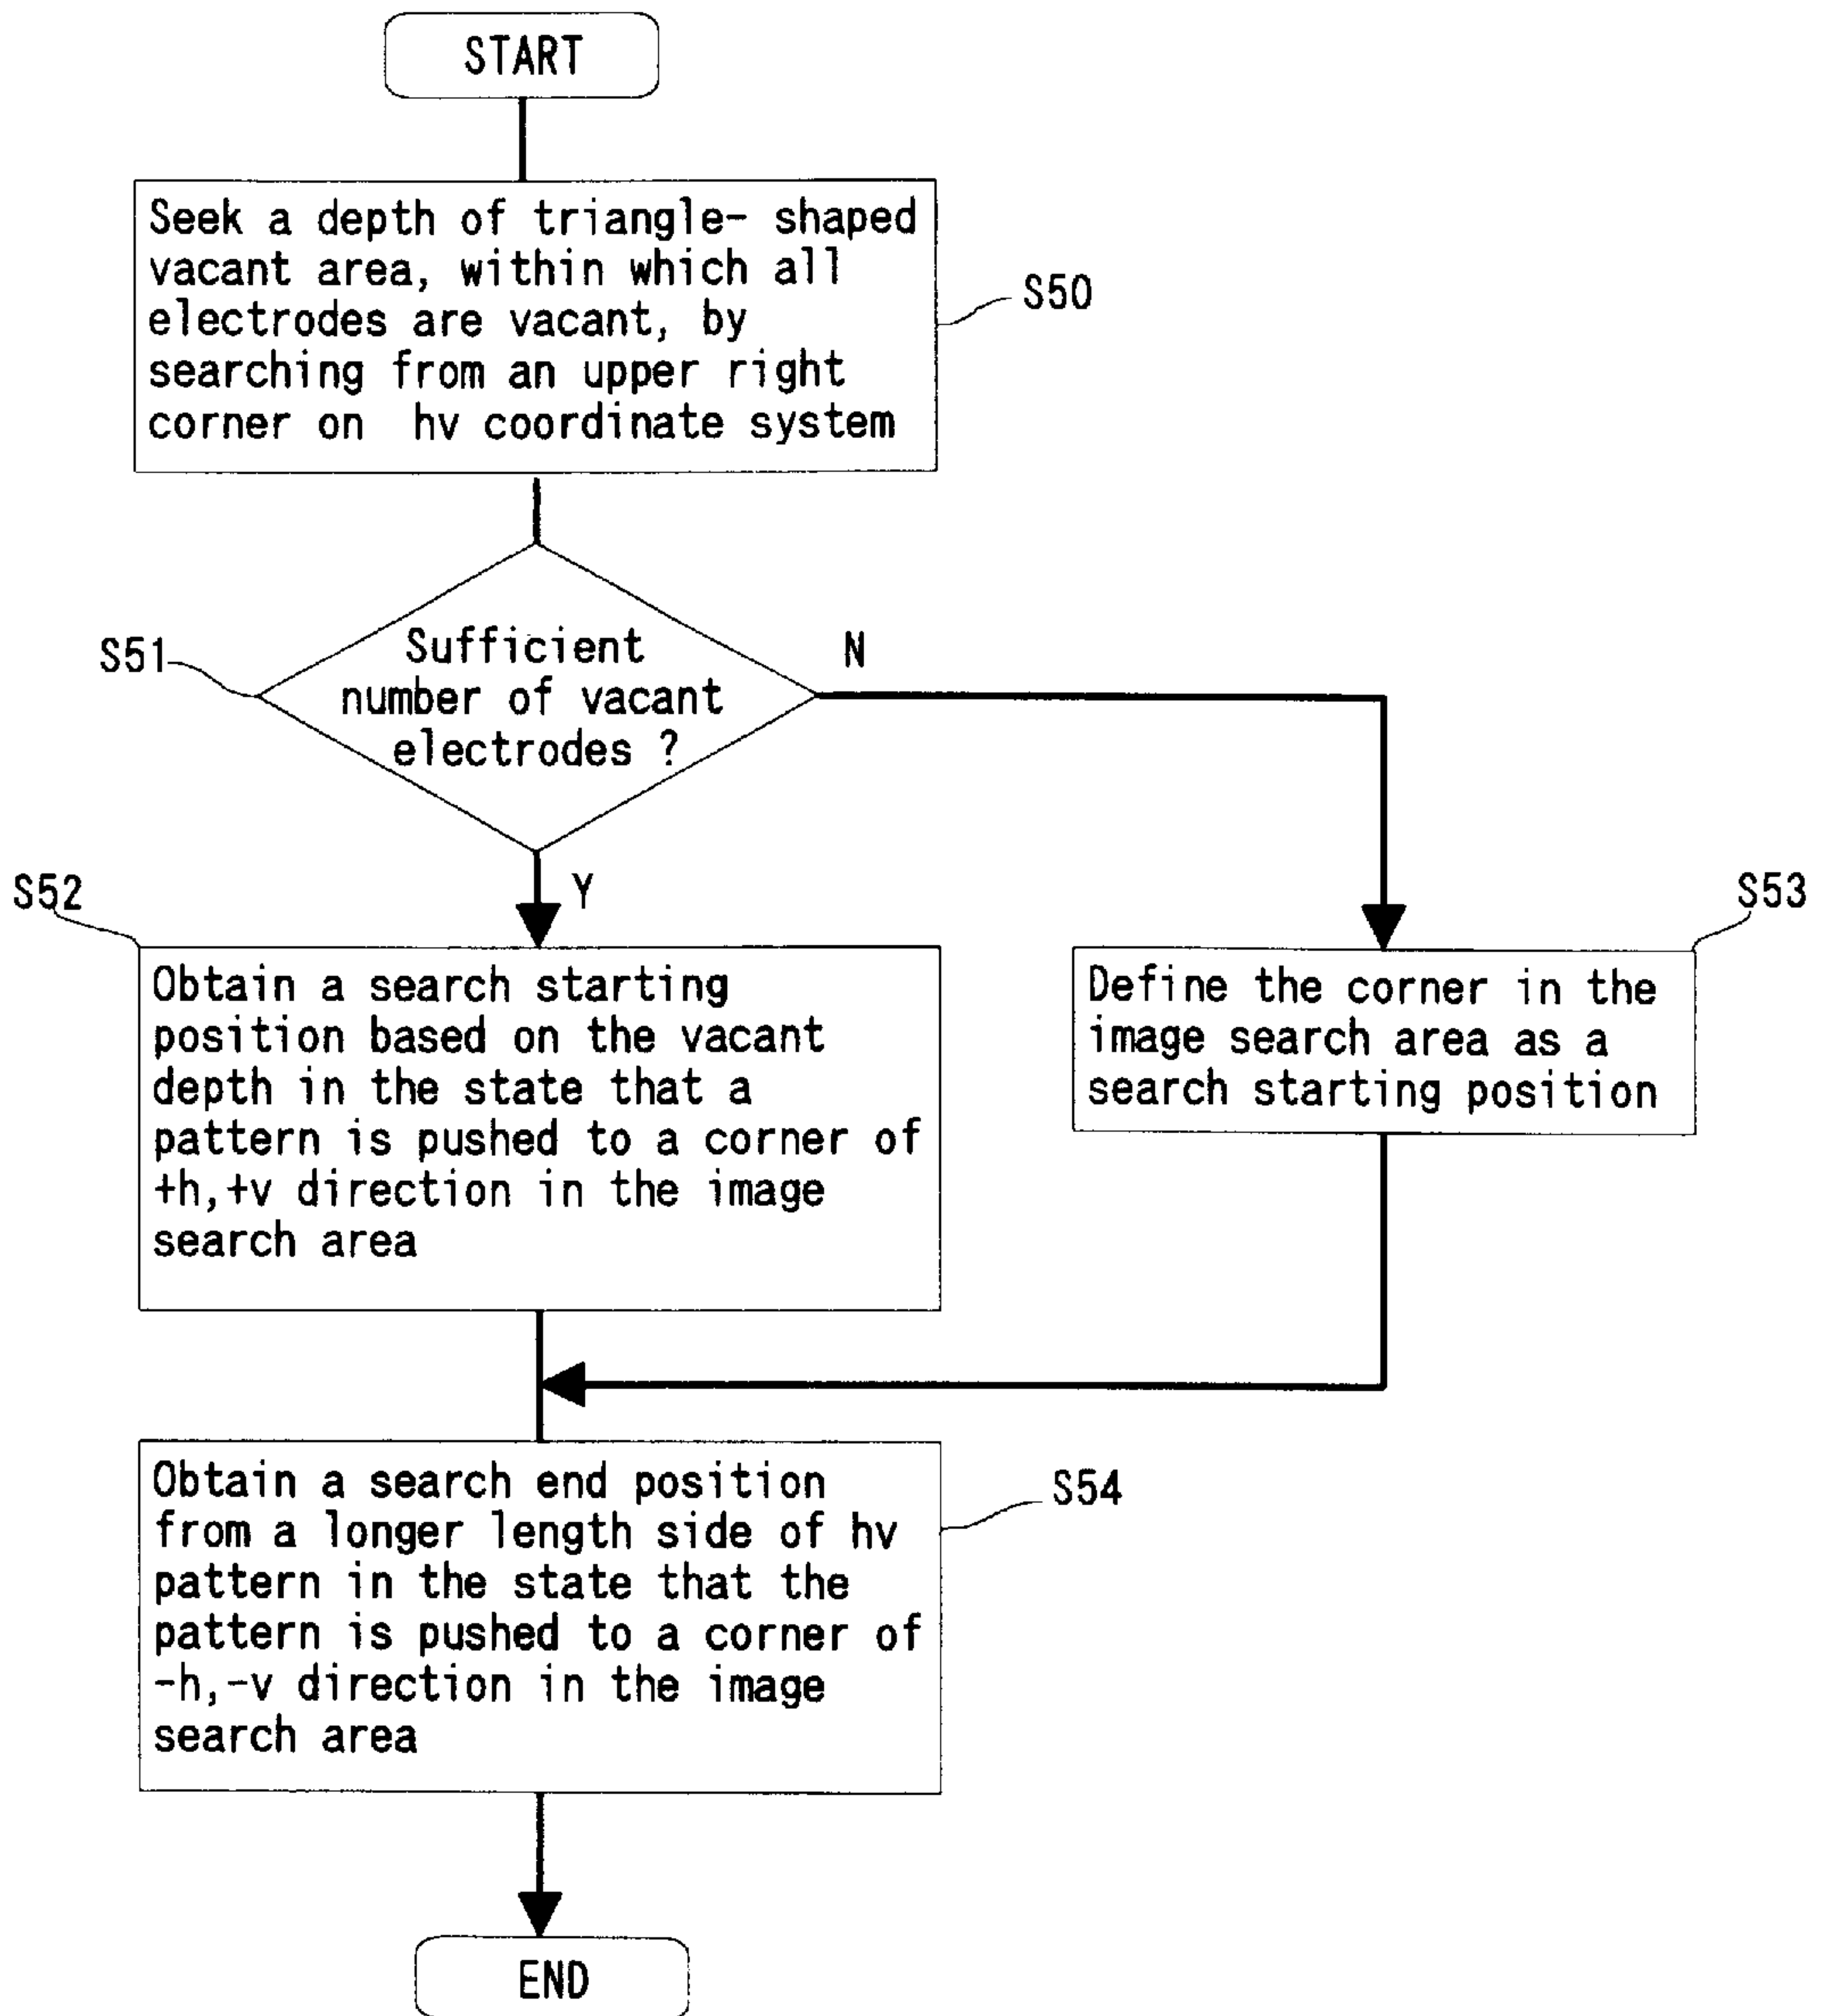 START
Seek a depth of triangle- shaped
vacant area, within which all
electrodes are vacant, by
searching from an upper right
corner on hv coordinate system
S50
S51
Sufficient
number of vacant
electrodes ?
N
Y
S52
Obtain a search starting
position based on the vacant
depth in the state that a
pattern is pushed to a corner of
+h,+v direction in the image
search area
S53
Define the corner in the
image search area as a
search starting position
Obtain a search end position
from a longer length side of hv
pattern in the state that the
pattern is pushed to a corner of
-h,-v direction in the image
search area
S54
END